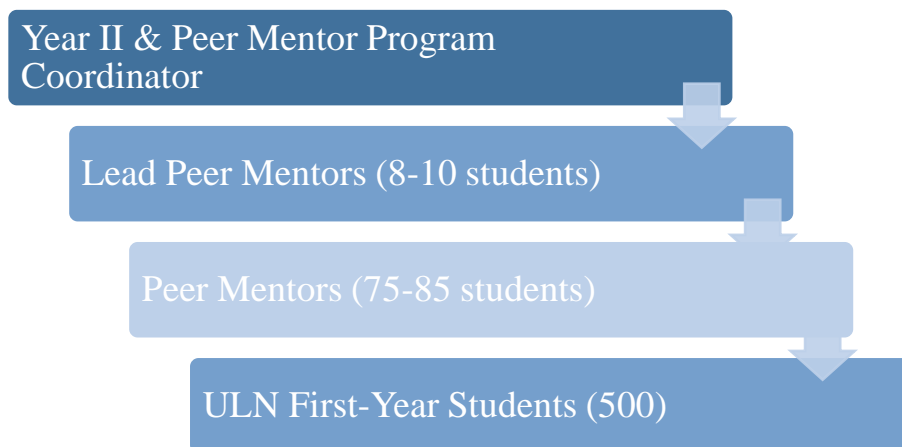 Year II & Peer Mentor Program
Coordinator
Lead Peer Mentors (8-10 students)
Peer Mentors (75-85 students)
ULN First-Year Students (500)